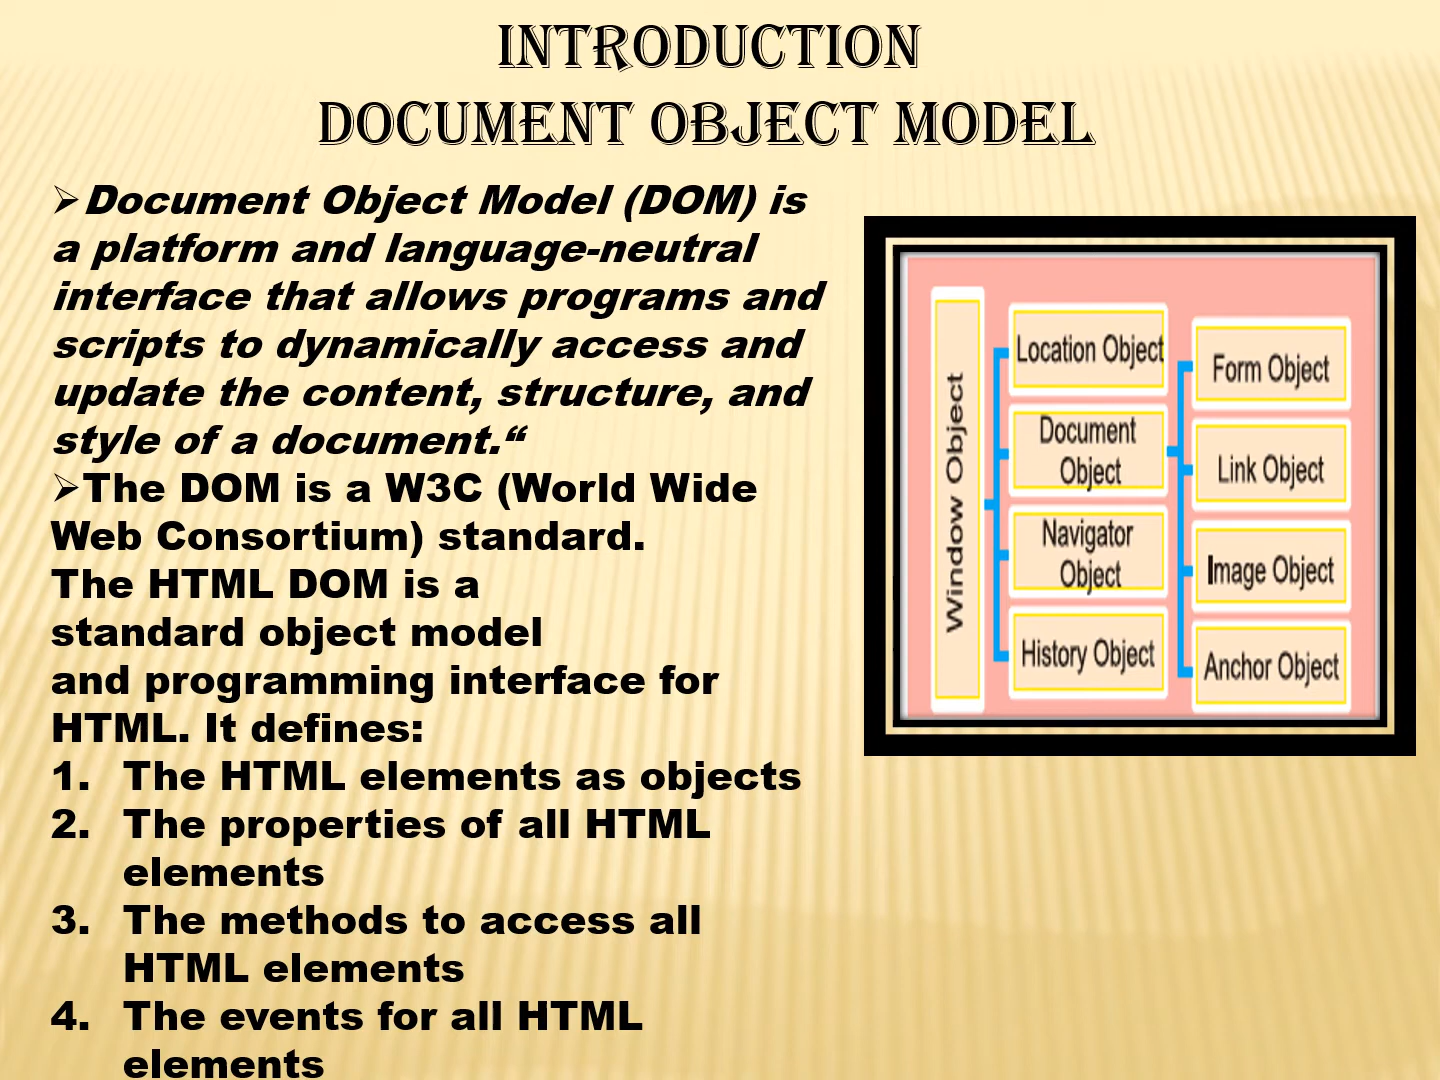 INTRODUCTION
DOCUMENT OBJECT MODEL
➢Document Object Model (DOM) is
a platform and language-neutral
interface that allows programs and
scripts to dynamically access and
update the content, structure, and
style of a document.“
➢The DOM is a W3C (World Wide
Web Consortium) standard.
The HTML DOM is a
standard object model
and programming interface for
HTML. It defines:
1. The HTML elements as objects
2. The properties of all HTML
elements
3. The methods to access all
HTML elements
4. The events for all HTML
elements
Window Object
Location Object
Document
Object
Navigator
Object
History Object
Form Object
Link Object
Image Object
Anchor Object